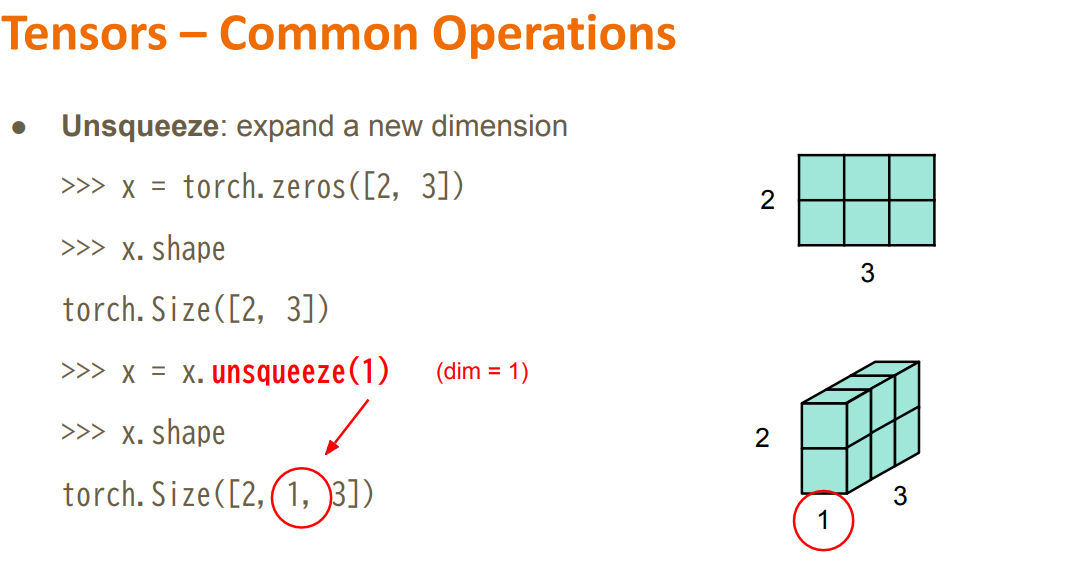 Tensors – Common Operations
● Unsqueeze: expand a new dimension
>>> x = torch.zeros([2, 3])
>>> x.shape
torch.Size([2, 3])
>>> x = x.unsqueeze(1) (dim = 1)
>>> x.shape
torch.Size([2, 1, 3])
2
3
2
3
1